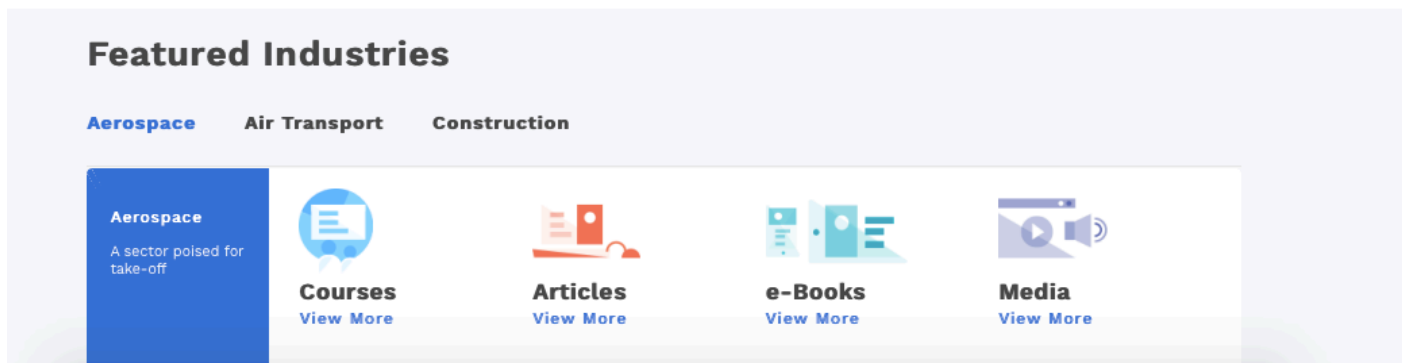 Featured Industries
Aerospace Air Transport Construction
Aerospace
A sector poised for
take-off
Courses
View More
Articles
View More
e-Books
View More
Media
View More